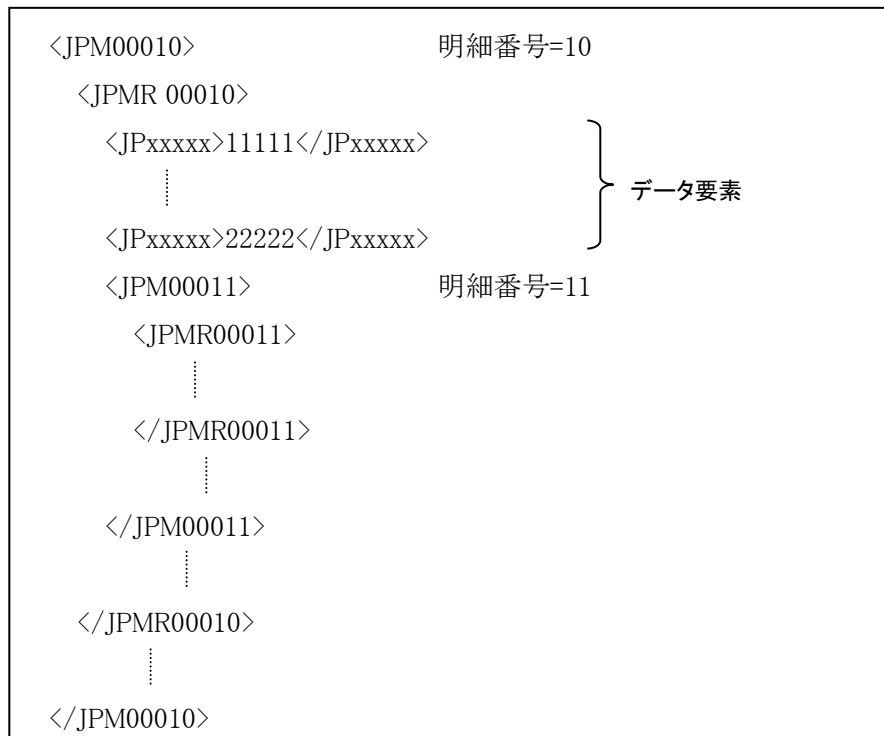 <JPM00010> 明細番号=10
<JPMR 00010>
<JPxxxxx>11111</JPxxxxx>
データ要素
<JPxxxxx>22222</JPxxxxx>
<JPM00011> 明細番号=11
<JPMR00011>
</JPMR00011>
</JPM00011>
</JPMR00010>
</JPM00010>